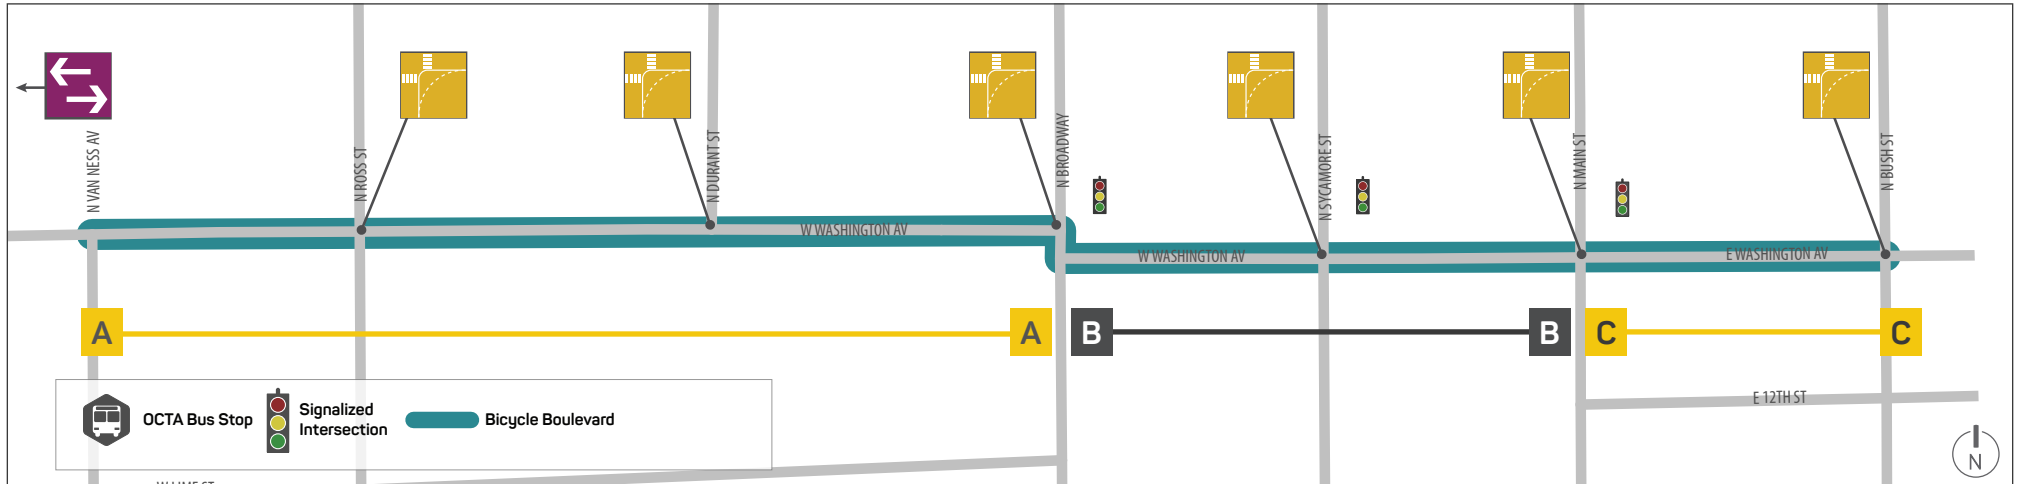 N VAN NESS AV
N ROSS ST
N DURANT ST
N BROADWAY
N SYCAMORE ST
N MAIN ST
N BUSH ST
W WASHINGTON AV
W WASHINGTON AV
E WASHINGTON AV
A
A
B
B
C
C
E 12TH ST
OCTA Bus Stop
Signalized
Intersection
Bicycle Boulevard
N